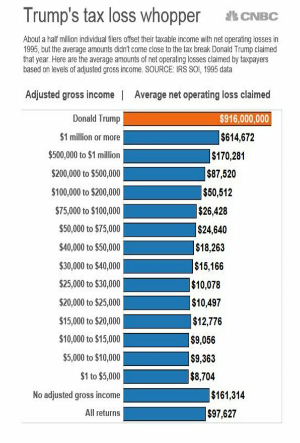 Trump's tax loss whopper
CNBC
About a half million individual filers offset their taxable income with net operating losses in
1995, but the average amounts didn't come close to the tax break Donald Trump claimed
that year. Here are the average amounts of net operating losses claimed by taxpayers
based on levels of adjusted gross income. SOURCE: IRS SOI, 1995 data
Adjusted gross income | Average net operating loss claimed
Donald Trump $916,000,000
$1 million or more $614,672
$500,000 to $1 million $170,281
$200,000 to $500,000 $87,520
$100,000 to $200,000 $50,512
$75,000 to $100,000 $26,428
$50,000 to $75,000 $24,640
$40,000 to $50,000 $18,263
$30,000 to $40,000 $15,166
$25,000 to $30,000 $10,078
$20,000 to $25,000 $10,497
$15,000 to $20,000 $12,776
$10,000 to $15,000 $9,056
$5,000 to $10,000 $9,363
$1 to $5,000 $8,704
No adjusted gross income $161,314
All returns $97,627